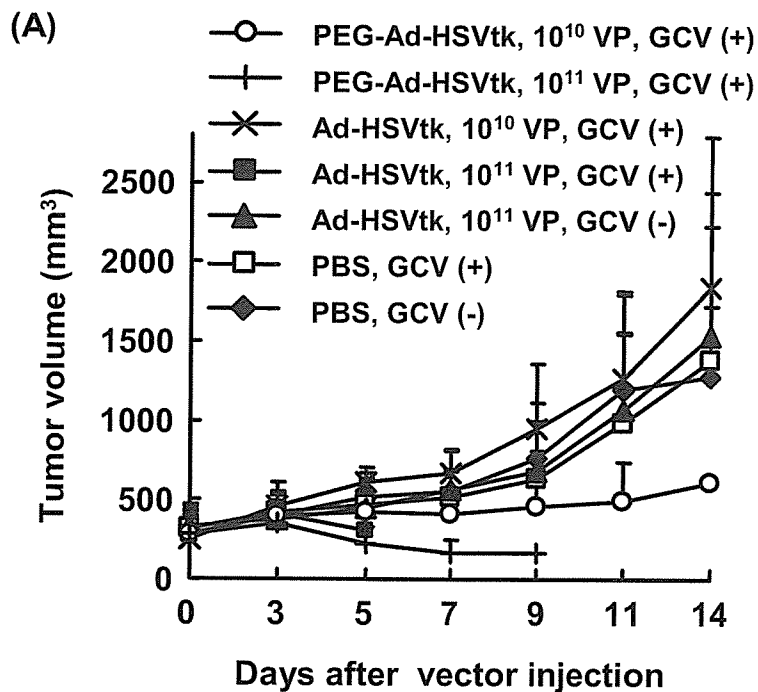 (A)
PEG-Ad-HSVtk, 10¹⁰ VP, GCV (+)
PEG-Ad-HSVtk, 10¹¹ VP, GCV (+)
Ad-HSVtk, 10¹⁰ VP, GCV (+)
Ad-HSVtk, 10¹¹ VP, GCV (+)
Ad-HSVtk, 10¹¹ VP, GCV (-)
PBS, GCV (+)
PBS, GCV (-)
Tumor volume (mm³)
2500
2000
1500
1000
500
0
0 3 5 7 9 11 14
Days after vector injection